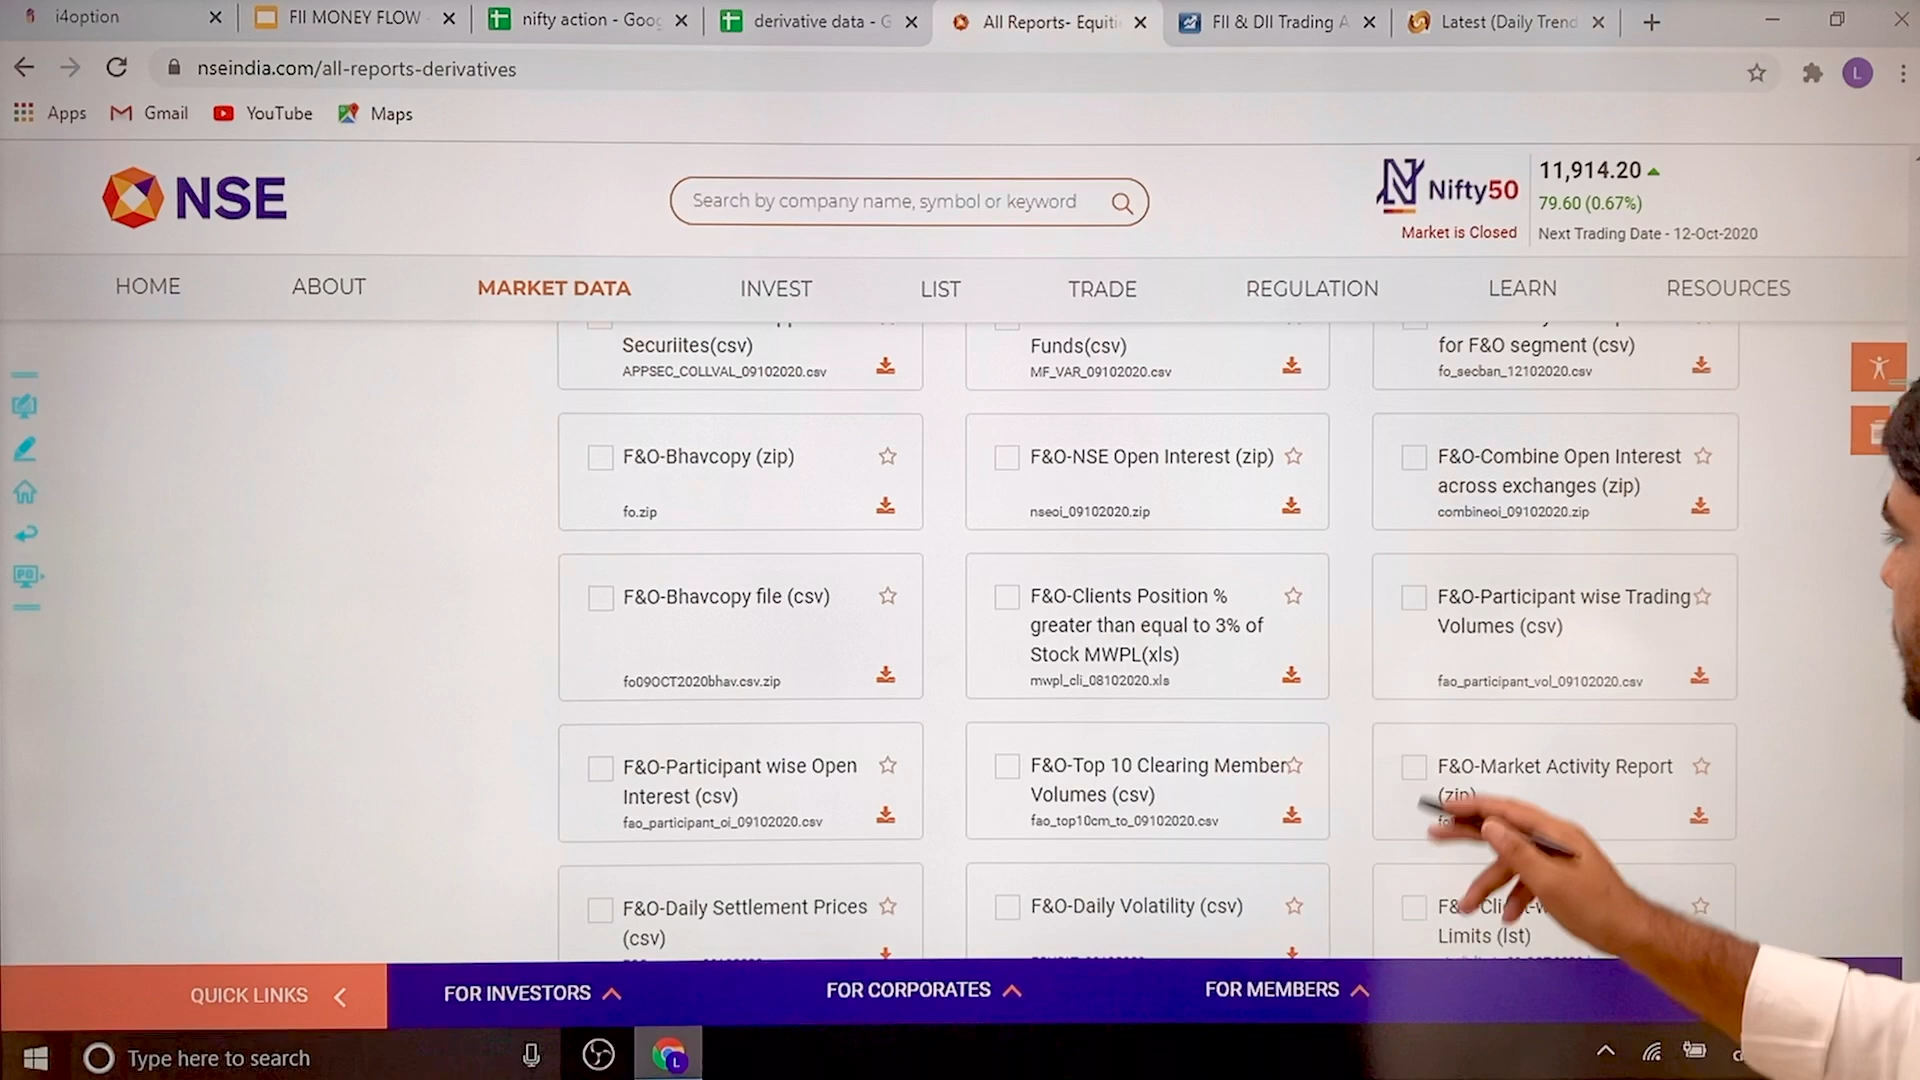 i4option
FII MONEY FLOW
nifty action - Goog
derivative data - G
All Reports- Equiti
FII & DII Trading A
Latest (Daily Trend
nseindia.com/all-reports-derivatives
L
Apps
Gmail
YouTube
Maps
NSE
Search by company name, symbol or keyword
Nifty50
Market is Closed
11,914.20
79.60 (0.67%)
Next Trading Date - 12-Oct-2020
HOME
ABOUT
MARKET DATA
INVEST
LIST
TRADE
REGULATION
LEARN
RESOURCES
Securiites(csv)
APPSEC_COLLVAL_09102020.csv
Funds(csv)
MF_VAR_09102020.csv
for F&O segment (csv)
fo_secban_12102020.csv
F&O-Bhavcopy (zip)
fo.zip
F&O-NSE Open Interest (zip)
nseoi_09102020.zip
F&O-Combine Open Interest
across exchanges (zip)
combineoi_09102020.zip
F&O-Bhavcopy file (csv)
fo09OCT2020bhav.csv.zip
F&O-Clients Position %
greater than equal to 3% of
Stock MWPL(xls)
mwpl_cli_08102020.xls
F&O-Participant wise Trading
Volumes (csv)
fao_participant_vol_09102020.csv
F&O-Participant wise Open
Interest (csv)
fao_participant_oi_09102020.csv
F&O-Top 10 Clearing Member
Volumes (csv)
fao_top10cm_to_09102020.csv
F&O-Market Activity Report
(zip)
F&O-Daily Settlement Prices
(csv)
F&O-Daily Volatility (csv)
Limits (lst)
QUICK LINKS
FOR INVESTORS
FOR CORPORATES
FOR MEMBERS
Type here to search
L